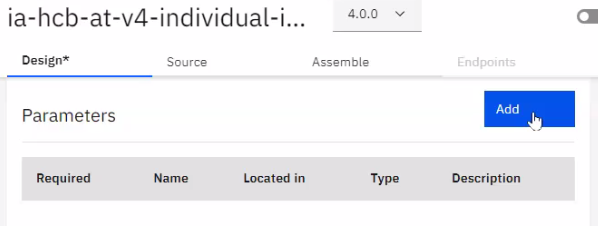 ia-hcb-at-v4-individual-i... 4.0.0
Design* Source Assemble Endpoints
Parameters Add
Required Name Located in Type Description